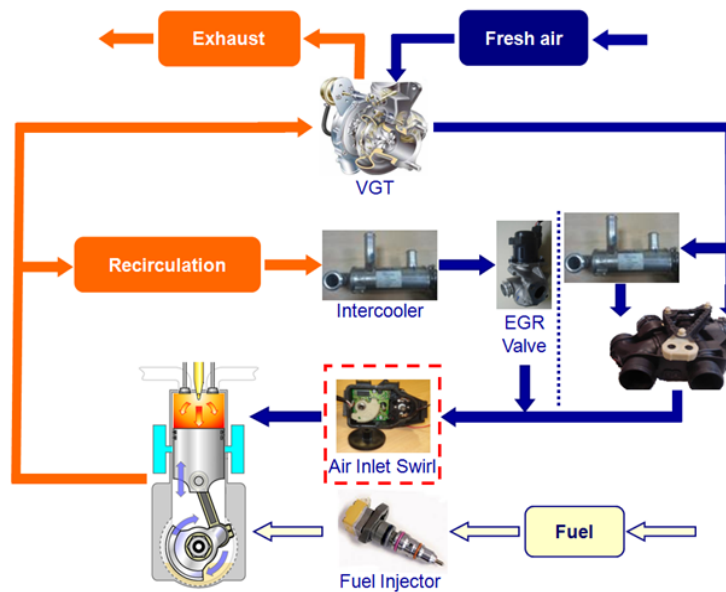 Exhaust
Fresh air
VGT
Recirculation
Intercooler
EGR
Valve
Air Inlet Swirl
Fuel
Fuel Injector